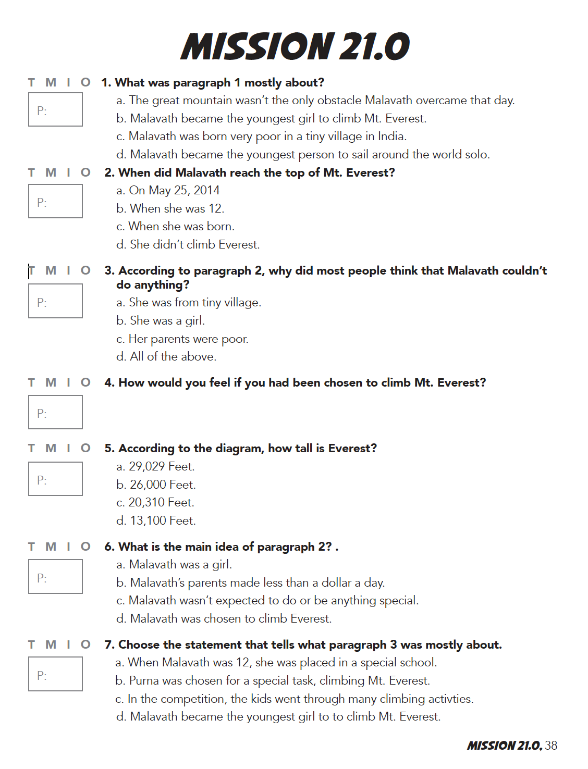 MISSION 21.0
T M I O 1. What was paragraph 1 mostly about?
P:
a. The great mountain wasn't the only obstacle Malavath overcame that day.
b. Malavath became the youngest girl to climb Mt. Everest.
c. Malavath was born very poor in a tiny village in India.
d. Malavath became the youngest person to sail around the world solo.
T M I O 2. When did Malavath reach the top of Mt. Everest?
P:
a. On May 25, 2014
b. When she was 12.
c. When she was born.
d. She didn't climb Everest.
T M I O 3. According to paragraph 2, why did most people think that Malavath couldn't
do anything?
P:
a. She was from tiny village.
b. She was a girl.
c. Her parents were poor.
d. All of the above.
T M I O 4. How would you feel if you had been chosen to climb Mt. Everest?
P:
T M I O 5. According to the diagram, how tall is Everest?
P:
a. 29,029 Feet.
b. 26,000 Feet.
c. 20,310 Feet.
d. 13,100 Feet.
T M I O 6. What is the main idea of paragraph 2? .
P:
a. Malavath was a girl.
b. Malavath's parents made less than a dollar a day.
c. Malavath wasn't expected to do or be anything special.
d. Malavath was chosen to climb Everest.
T M I O 7. Choose the statement that tells what paragraph 3 was mostly about.
P:
a. When Malavath was 12, she was placed in a special school.
b. Purna was chosen for a special task, climbing Mt. Everest.
c. In the competition, the kids went through many climbing activties.
d. Malavath became the youngest girl to to climb Mt. Everest.
MISSION 21.0, 38